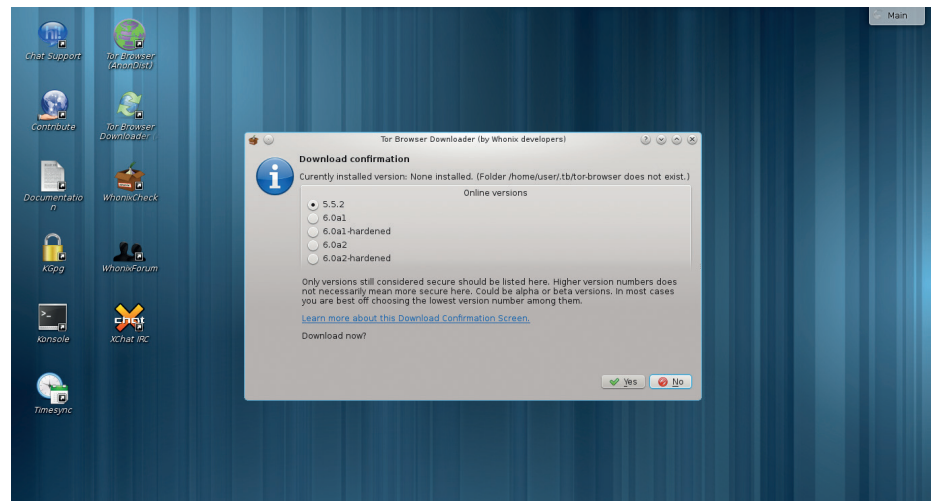 Main
Chat Support
Tor Browser
(AnonDist)
Contribute
Tor Browser
Downloader
Documentatio
n
WhonixCheck
KGpg
WhonixForum
>_
Konsole
chat
XChat IRC
Timesync
Tor Browser Downloader (by Whonix developers)
Download confirmation
Curently installed version: None installed. (Folder /home/user/.tb/tor-browser does not exist.)
Online versions
5.5.2
6.0a1
6.0a1-hardened
6.0a2
6.0a2-hardened
Only versions still considered secure should be listed here. Higher version numbers does
not necessarily mean more secure here. Could be alpha or beta versions. In most cases
you are best off choosing the lowest version number among them.
Learn more about this Download Confirmation Screen.
Download now?
Yes
No